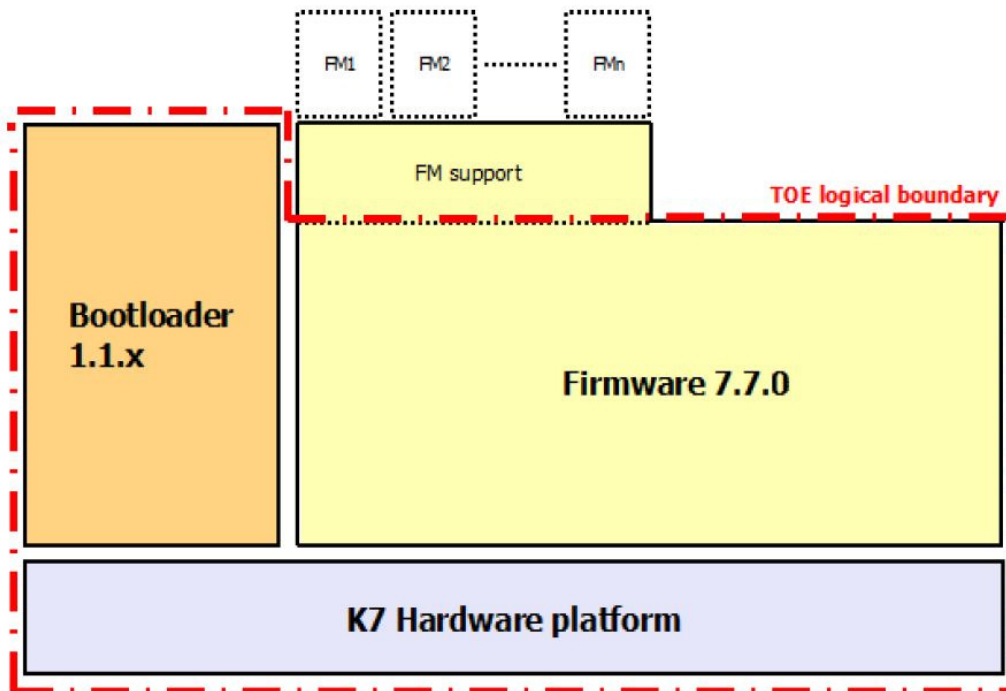 FM1
FM2
FMn
FM support
TOE logical boundary
Bootloader
1.1.x
Firmware 7.7.0
K7 Hardware platform